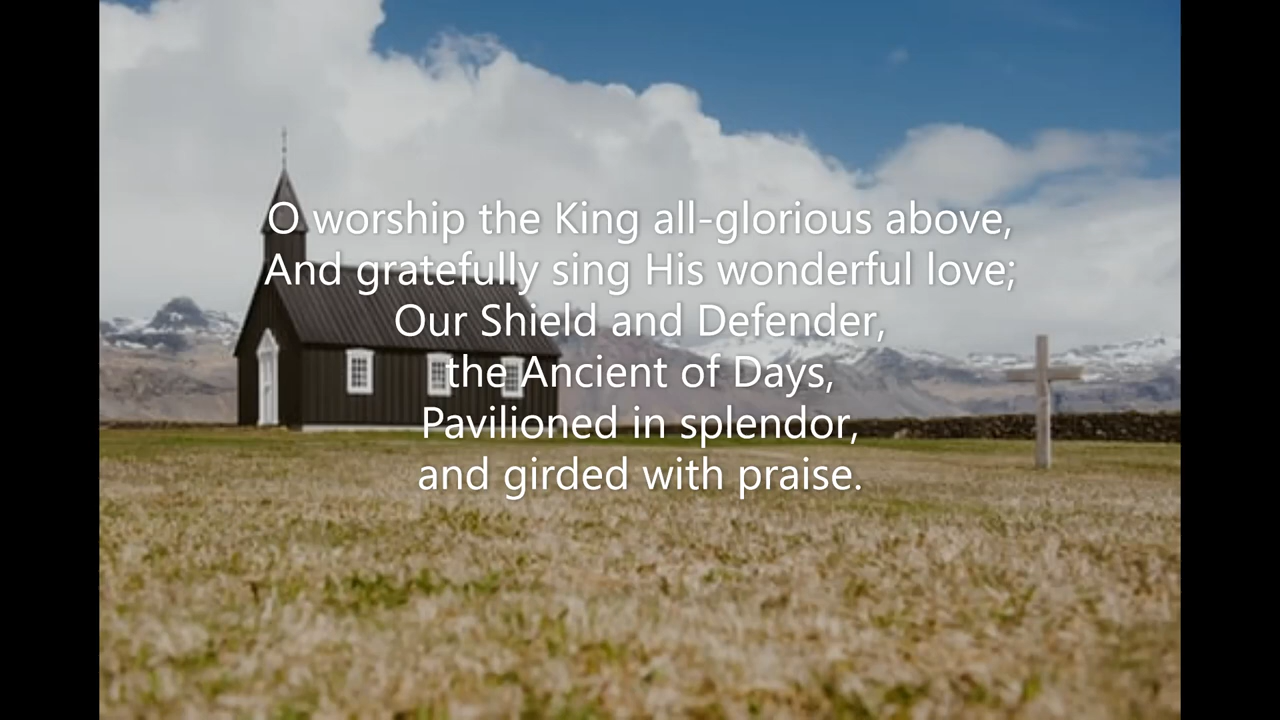 O worship the King all-glorious above,
And gratefully sing His wonderful love;
Our Shield and Defender,
the Ancient of Days,
Pavilioned in splendor,
and girded with praise.